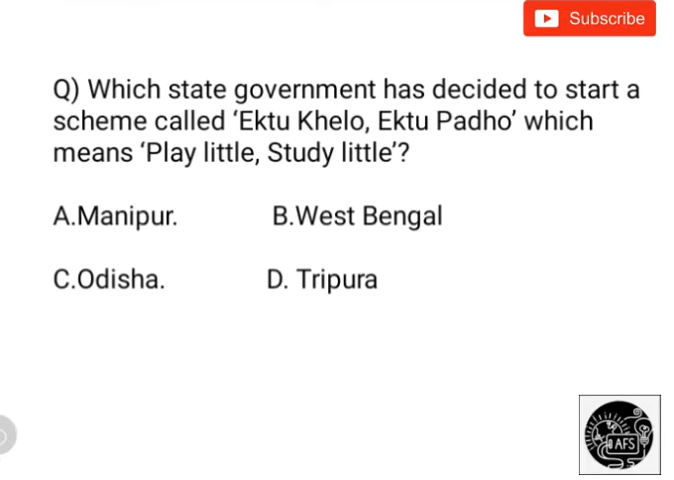 Subscribe
Q) Which state government has decided to start a
scheme called ‘Ektu Khelo, Ektu Padho’ which
means ‘Play little, Study little’?
A.Manipur. B.West Bengal
C.Odisha. D. Tripura
AFS